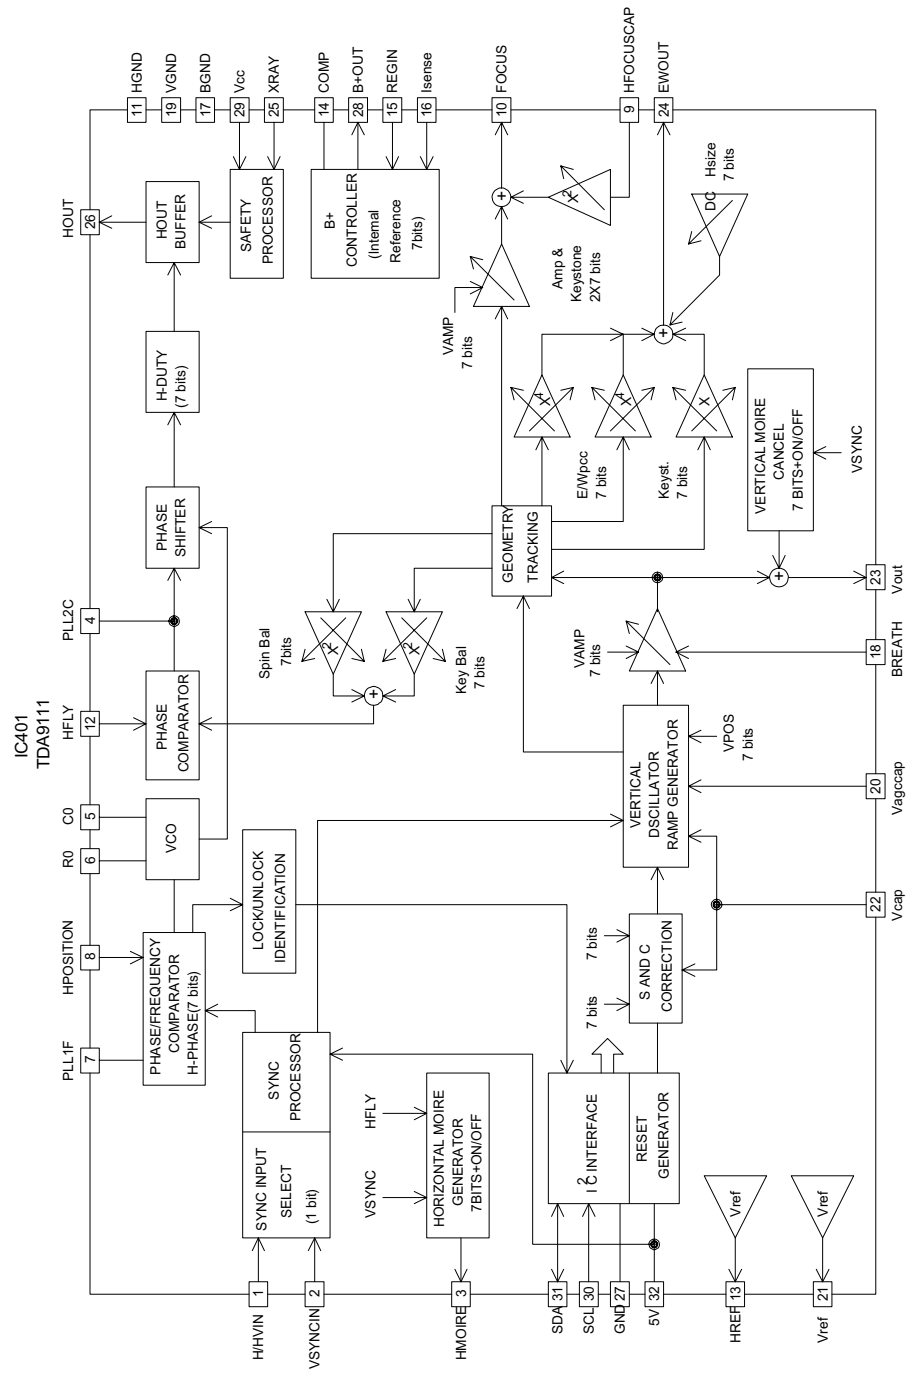 IC401
TDA9111
PLL1F
7
HPOSITION
8
R0
6
C0
5
HFLY
12
PLL2C
4
HOUT
26
PHASE/FREQUENCY
COMPARATOR
H-PHASE(7 bits)
VCO
PHASE
COMPARATOR
PHASE
SHIFTER
H-DUTY
(7 bits)
HOUT
BUFFER
SAFETY
PROCESSOR
LOCK/UNLOCK
IDENTIFICATION
SYNC INPUT
SELECT
(1 bit)
SYNC
PROCESSOR
11
HGND
19
VGND
17
BGND
29
Vcc
25
XRAY
14
COMP
28
B+OUT
15
REGIN
16
Isense
10
FOCUS
9
HFOUSCAP
24
EWOUT
B+
CONTROLLER
(Internal
Reference
7bits)
Spin Bal
7bits
X2
X2
Key Bal
7 bits
+
VAMP
7 bits
+
X2
Amp &
Keystone
2X7 bits
DC
Hsize
7 bits
GEOMETRY
TRACKING
X4
E/Wpcc
7 bits
X4
Keyst.
7 bits
X
+
H/HVIN
1
VSYNCIN
2
HMOIRE
3
SDA
31
SCL
30
GND
27
5V
32
HREF
13
Vref
21
VSYNC
HFLY
HORIZONTAL MOIRE
GENERATOR
7BITS+ON/OFF
I2C INTERFACE
RESET
GENERATOR
Vref
Vref
7 bits
7 bits
S AND C
CORRECTION
VERTICAL
DSCILLATOR
RAMP GENERATOR
VPOS
7 bits
VAMP
7 bits
VERTICAL MOIRE
CANCEL
7 BITS+ON/OFF
VSYNC
+
22
Vcap
20
Vagccap
18
BREATH
23
Vout